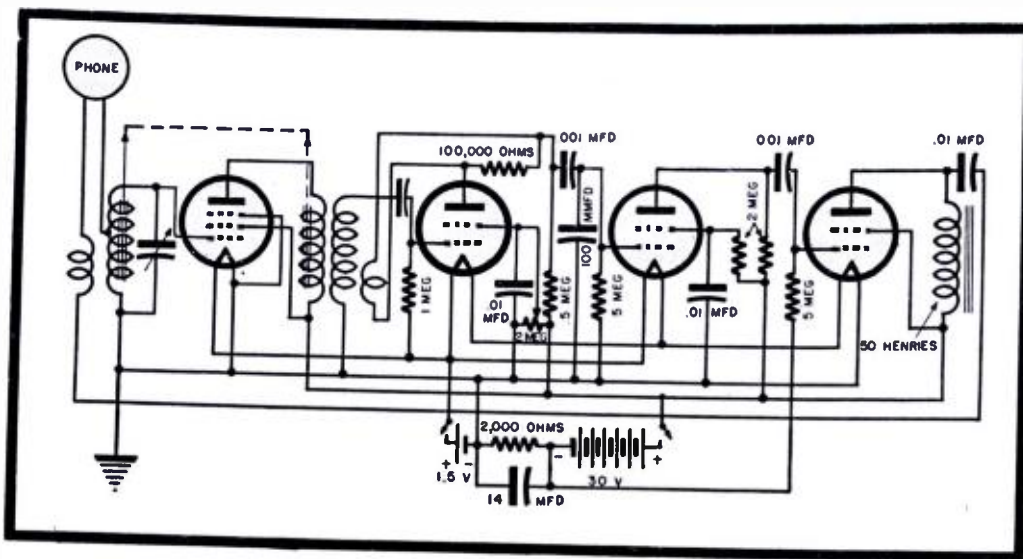 PHONE
100,000 OHMS
001 MFD
001 MFD
.01 MFD
1 MEG
.01
MFD
2 MEG
.5 MEG
100 MMFD
5 MEG
.01 MFD
2 MEG
5 MEG
50 HENRIES
2,000 OHMS
+ -
1.5 V
- +
30 V
14 MFD